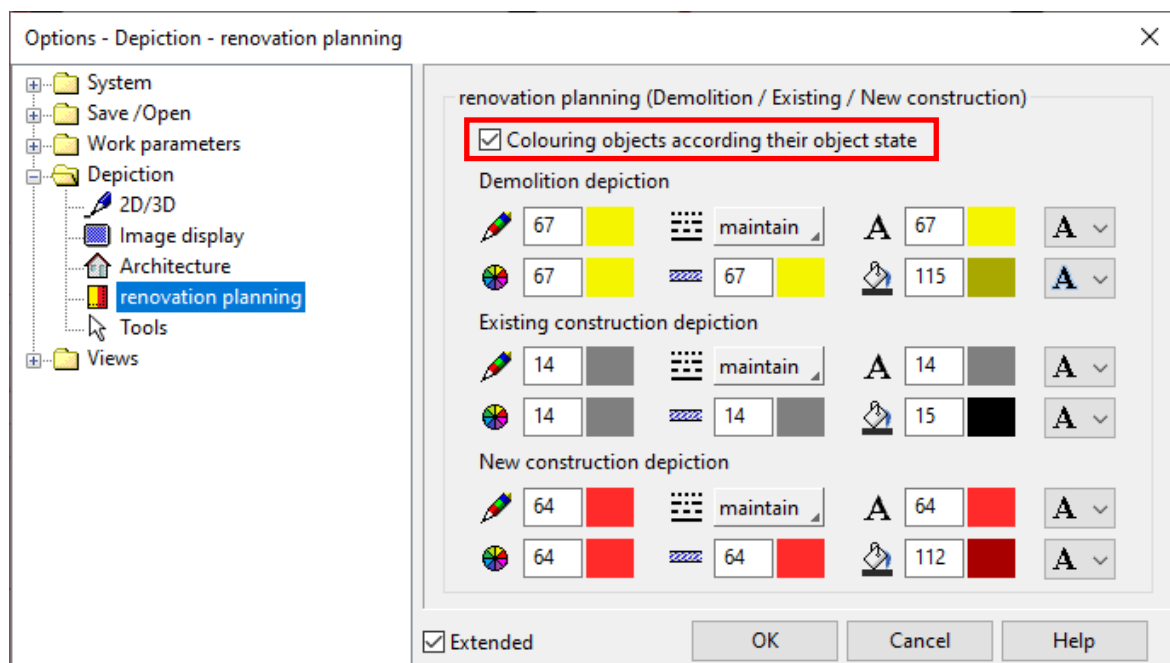 Options - Depiction - renovation planning
System
Save /Open
Work parameters
Depiction
2D/3D
Image display
Architecture
renovation planning
Tools
Views
renovation planning (Demolition / Existing / New construction)
Colouring objects according their object state
Demolition depiction
67 maintain A 67 A
67 67 115 A
Existing construction depiction
14 maintain A 14 A
14 14 15 A
New construction depiction
64 maintain A 64 A
64 64 112 A
Extended OK Cancel Help